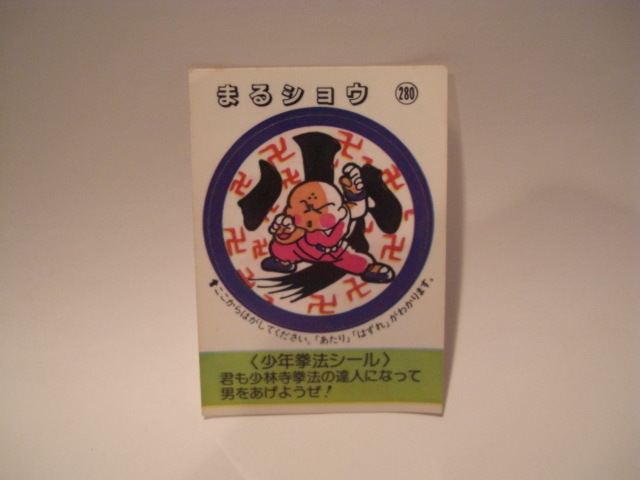 まるショウ 280
少
⬆ここからはがしてください。「あたり」「はずれ」がわかります。
〈少年拳法シール〉
君も少林寺拳法の達人になって
男をあげようぜ!